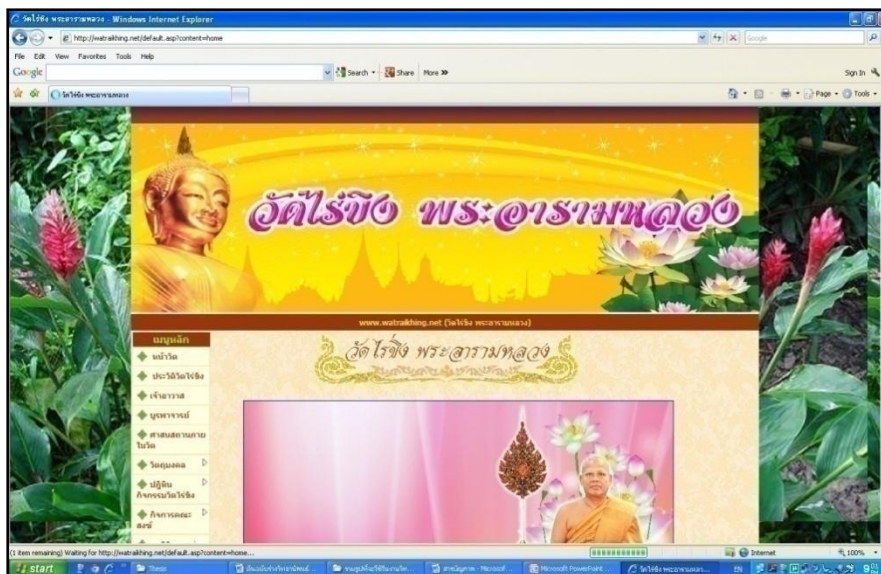 วัดไร่ขิง พระอารามหลวง - Windows Internet Explorer
http://watraikhing.net/default.asp?content=home
Google
File Edit View Favorites Tools Help
Google Search Share More » Sign In
วัดไร่ขิง พระอารามหลวง Page Tools
วัดไร่ขิง พระอารามหลวง
www.watraikhing.net (วัดไร่ขิง พระอารามหลวง)
เมนูหลัก
วัดไร่ขิง พระอารามหลวง
หน้าวัด
ประวัติวัดไร่ขิง
เจ้าอาวาส
บูรพาจารย์
ศาสนสถานภาย
ในวัด
วัตถุมงคล
ปฏิทิน
กิจกรรมวัดไร่ขิง
กิจการคณะ
สงฆ์
(1 item remaining) Waiting for http://watraikhing.net/default.asp?content=home... Internet 100%
start Thesis Microsoft PowerPoint ... วัดไร่ขิง พระอารามหลว... EN